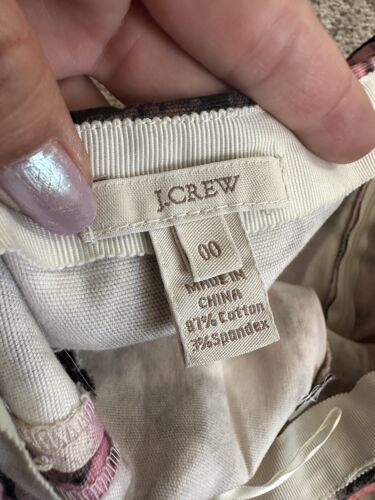 J.CREW
00
MADE IN
CHINA
97% Cotton
3% Spandex